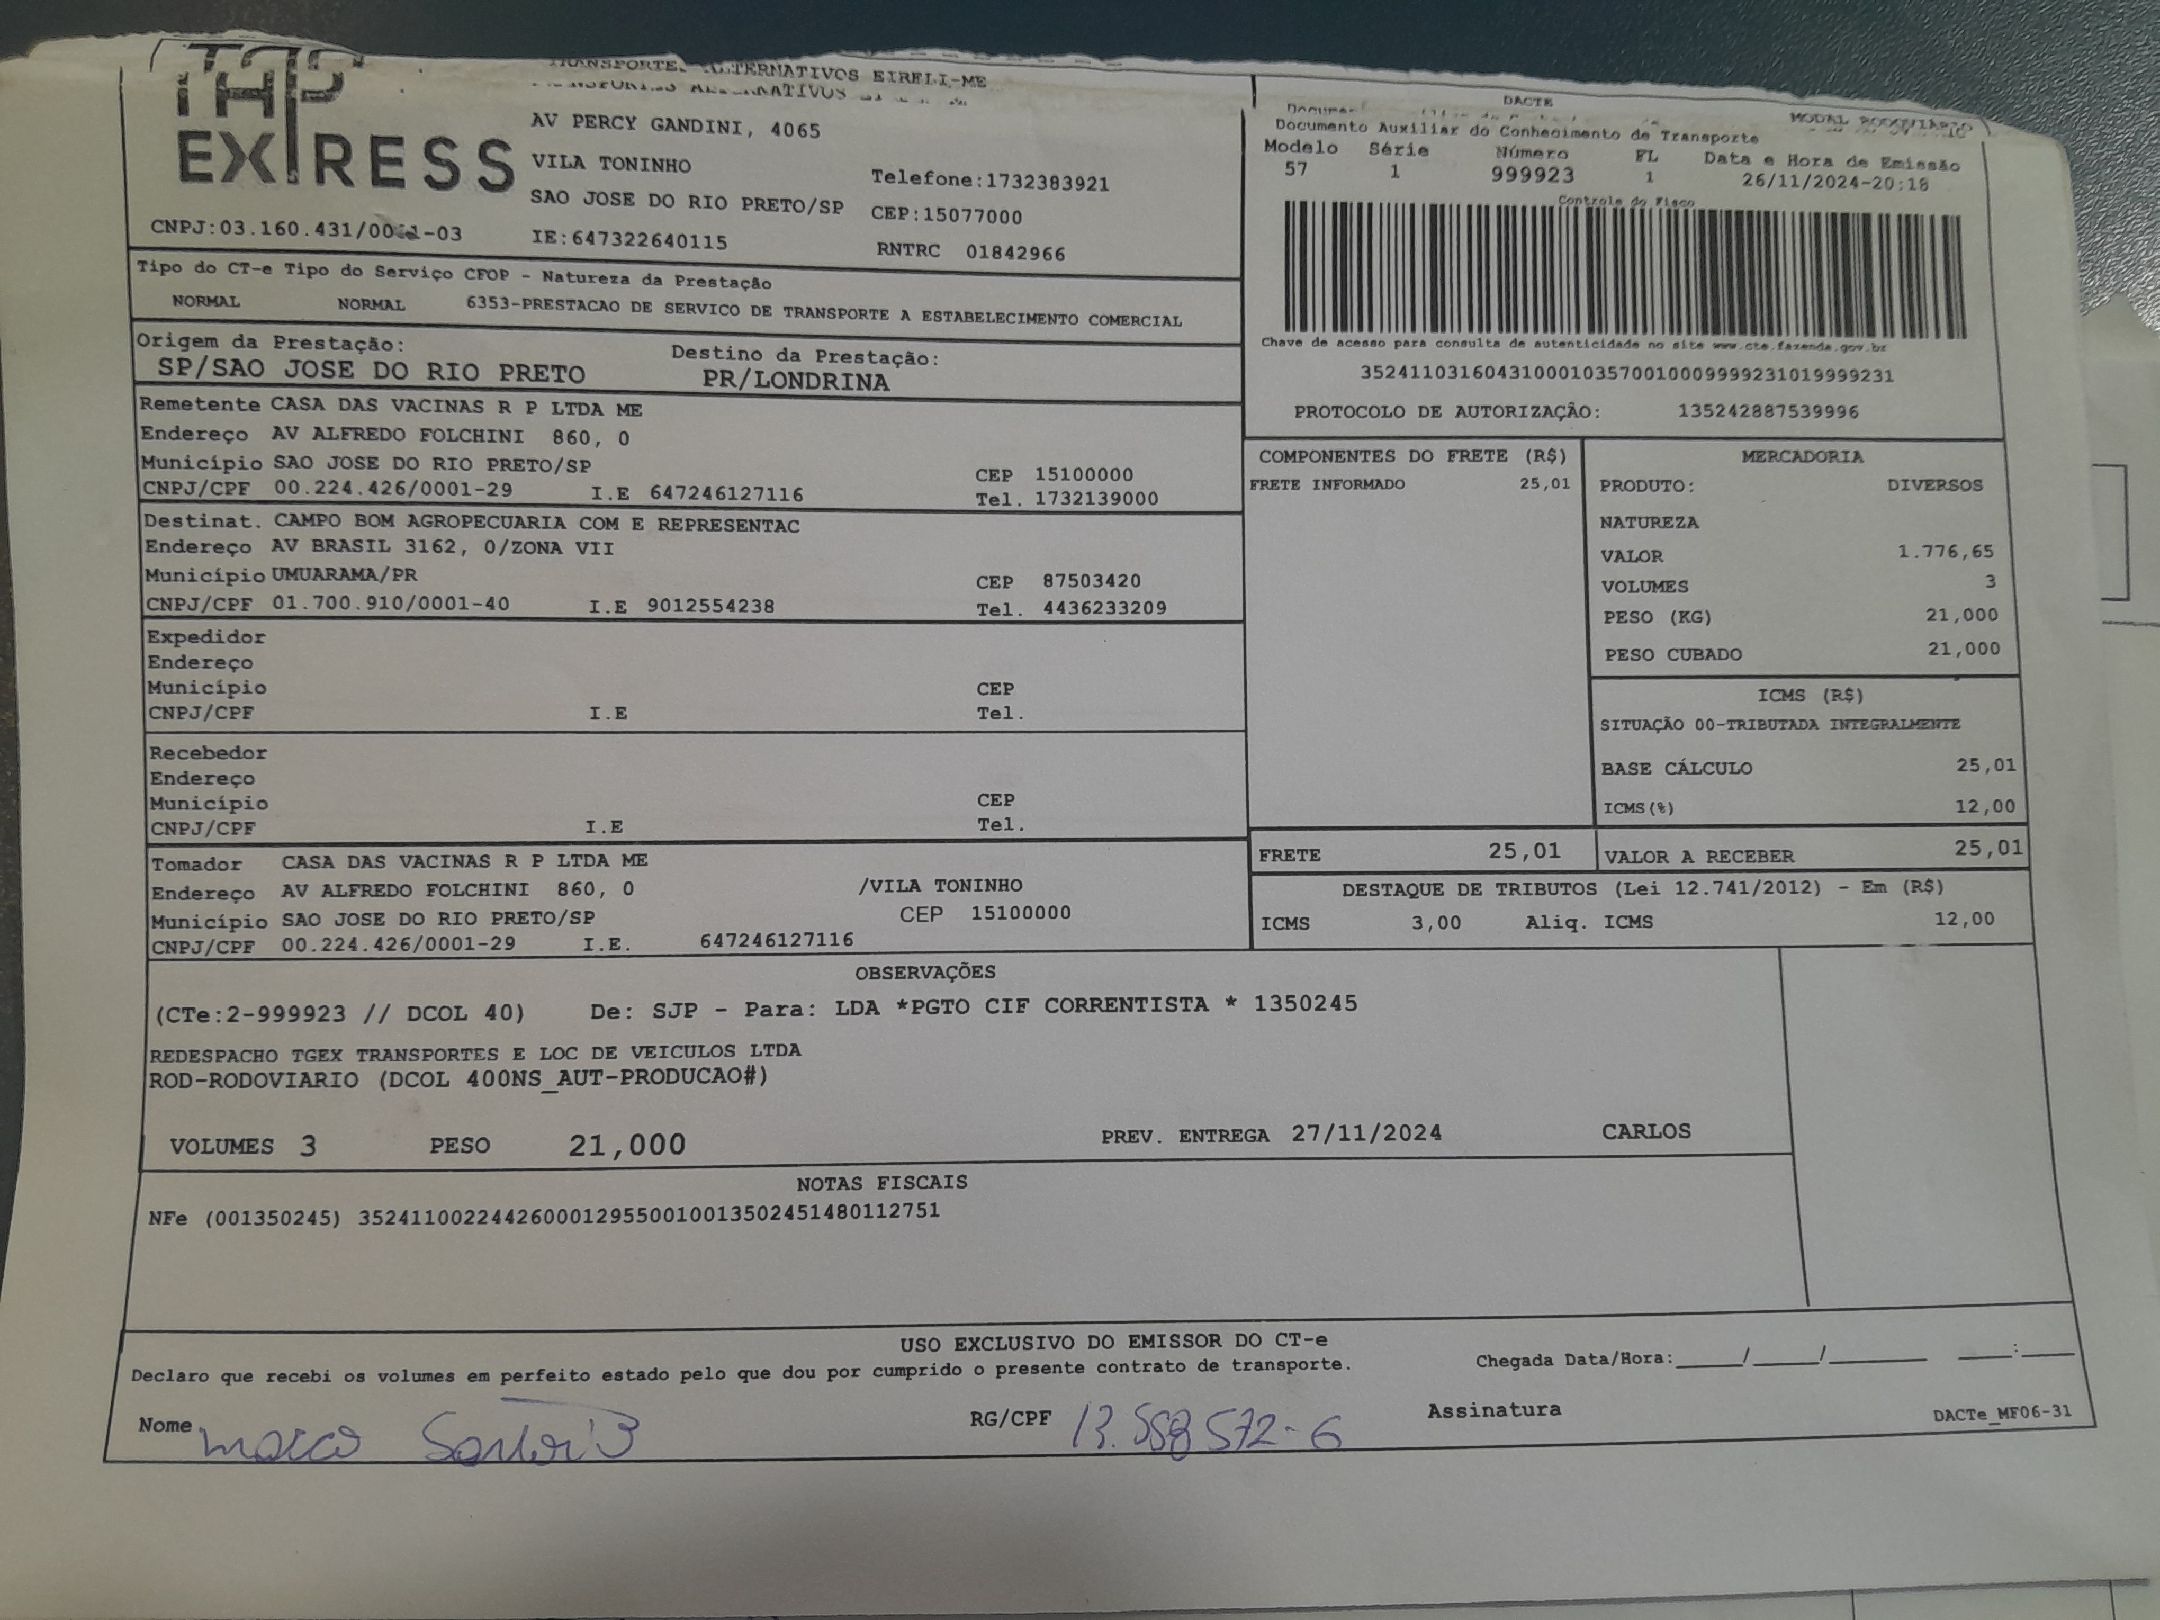 TAP
EXPRESS
EIRELI-ME
AV PERCY GANDINI, 4065
VILA TONINHO
Telefone:1732383921
SAO JOSE DO RIO PRETO/SP CEP:15077000
CNPJ:03.160.431/0001-03 IE:647322640115 RNTRC 01842966
DACTE
MODAL RODOVIARIO
Documento Auxiliar do Conhecimento de Transporte
Modelo Série Número FL Data e Hora de Emissão
57 1 999923 1 26/11/2024-20:18
Controle do Fisco
Chave de acesso para consulta de autenticidade no site www.cte.fazenda.gov.br
35241103160431000103570010009999231019999231
PROTOCOLO DE AUTORIZAÇÃO: 135242887539996
Tipo do CT-e Tipo do Serviço CFOP - Natureza da Prestação
NORMAL NORMAL 6353-PRESTACAO DE SERVICO DE TRANSPORTE A ESTABELECIMENTO COMERCIAL
Origem da Prestação: Destino da Prestação:
SP/SAO JOSE DO RIO PRETO PR/LONDRINA
Remetente CASA DAS VACINAS R P LTDA ME
Endereço AV ALFREDO FOLCHINI 860, 0
Município SAO JOSE DO RIO PRETO/SP CEP 15100000
CNPJ/CPF 00.224.426/0001-29 I.E 647246127116 Tel. 1732139000
Destinat. CAMPO BOM AGROPECUARIA COM E REPRESENTAC
Endereço AV BRASIL 3162, 0/ZONA VII
Município UMUARAMA/PR CEP 87503420
CNPJ/CPF 01.700.910/0001-40 I.E 9012554238 Tel. 4436233209
Expedidor
Endereço
Município CEP
CNPJ/CPF I.E Tel.
Recebedor
Endereço
Município CEP
CNPJ/CPF I.E Tel.
Tomador CASA DAS VACINAS R P LTDA ME
Endereço AV ALFREDO FOLCHINI 860, 0 /VILA TONINHO
Município SAO JOSE DO RIO PRETO/SP CEP 15100000
CNPJ/CPF 00.224.426/0001-29 I.E. 647246127116
COMPONENTES DO FRETE (R$)
FRETE INFORMADO 25,01
MERCADORIA
PRODUTO: DIVERSOS
NATUREZA
VALOR 1.776,65
VOLUMES 3
PESO (KG) 21,000
PESO CUBADO 21,000
ICMS (R$)
SITUAÇÃO 00-TRIBUTADA INTEGRALMENTE
BASE CÁLCULO 25,01
ICMS(%) 12,00
FRETE 25,01 VALOR A RECEBER 25,01
DESTAQUE DE TRIBUTOS (Lei 12.741/2012) - Em (R$)
ICMS 3,00 Aliq. ICMS 12,00
OBSERVAÇÕES
(CTe:2-999923 // DCOL 40) De: SJP - Para: LDA *PGTO CIF CORRENTISTA * 1350245
REDESPACHO TGEX TRANSPORTES E LOC DE VEICULOS LTDA
ROD-RODOVIARIO (DCOL 400NS_AUT-PRODUCAO#)
VOLUMES 3 PESO 21,000 PREV. ENTREGA 27/11/2024 CARLOS
NOTAS FISCAIS
NFe (001350245) 35241100224426000129550010013502451480112751
USO EXCLUSIVO DO EMISSOR DO CT-e
Declaro que recebi os volumes em perfeito estado pelo que dou por cumprido o presente contrato de transporte. Chegada Data/Hora:_____/_____/_______ ____:____
Nome RG/CPF 13.558572-6 Assinatura DACTe_MF06-31